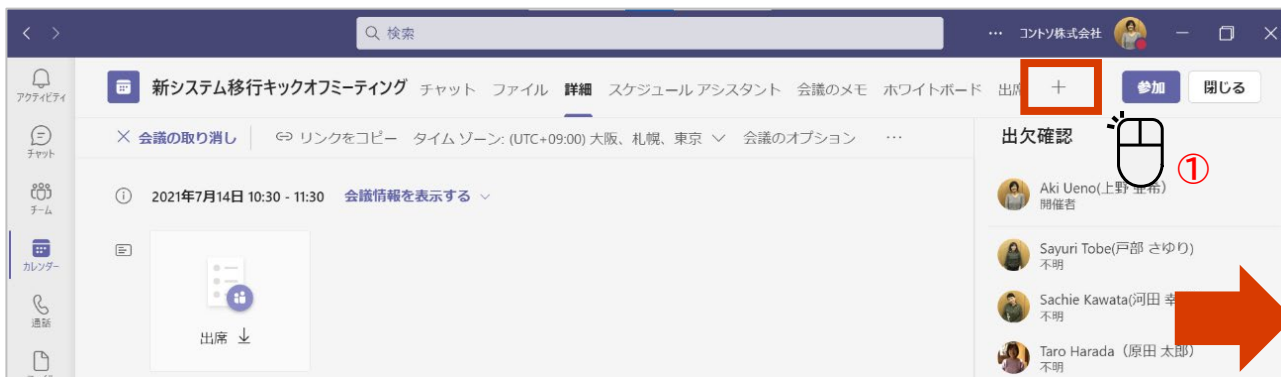 検索
… コントソ株式会社
アクティビティ
新システム移行キックオフミーティング チャット ファイル 詳細 スケジュール アシスタント 会議のメモ ホワイトボード 出席 + 参加 閉じる
× 会議の取り消し リンクをコピー タイム ゾーン: (UTC+09:00) 大阪、札幌、東京 会議のオプション …
出欠確認
チャット
①
2021年7月14日 10:30 - 11:30 会議情報を表示する
Aki Ueno(上野 亜希)
開催者
チーム
カレンダー
Sayuri Tobe(戸部 さゆり)
不明
Sachie Kawata(河田
不明
通話
出席
Taro Harada（原田 太郎）
不明